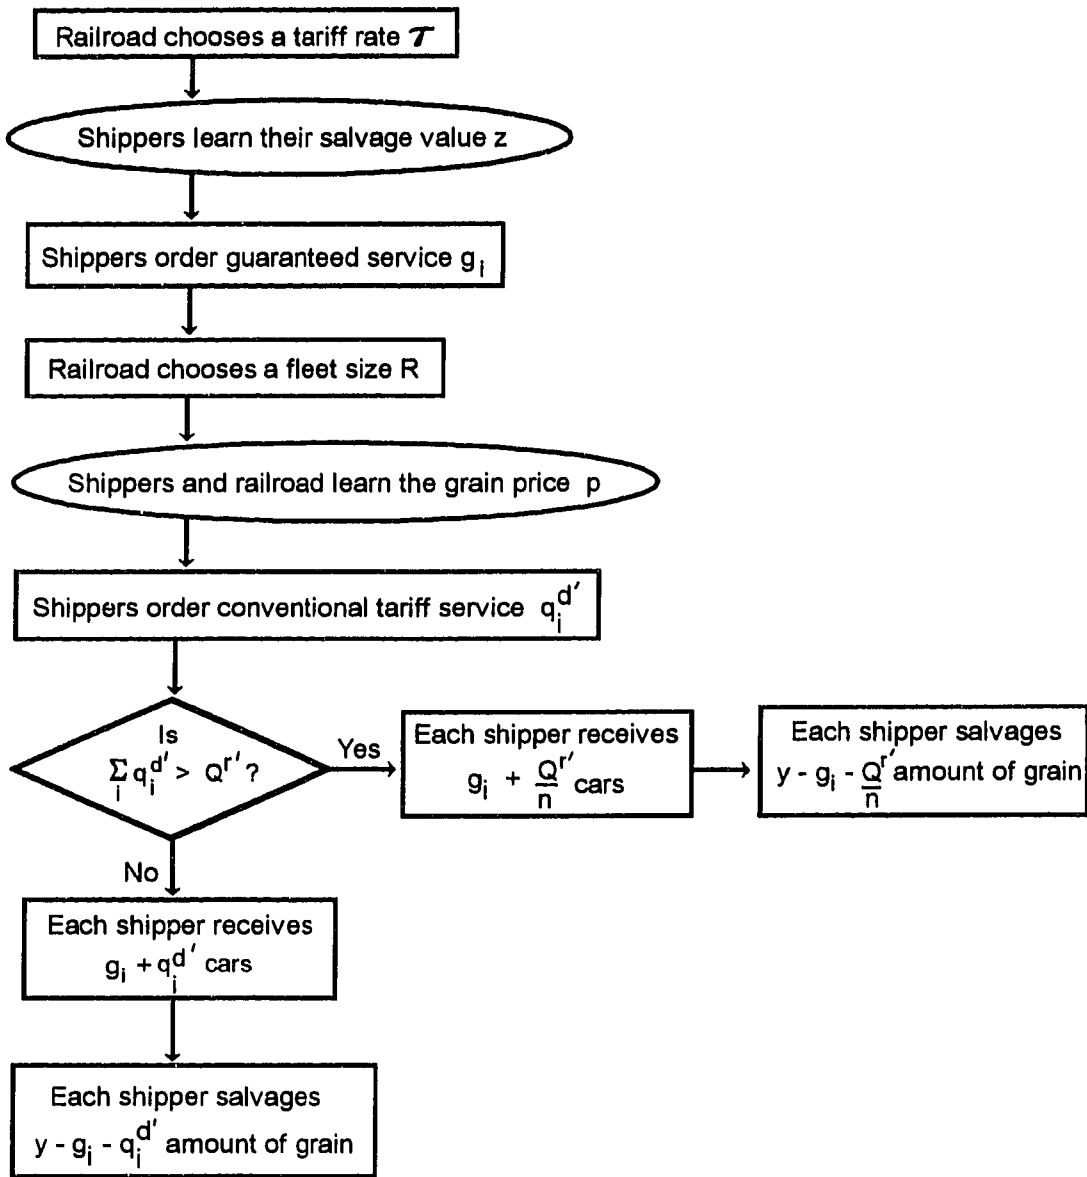 Railroad chooses a tariff rate 𝜏
Shippers learn their salvage value z
Shippers order guaranteed service gᵢ
Railroad chooses a fleet size R
Shippers and railroad learn the grain price p
Shippers order conventional tariff service qᵢᵈ′
Is
∑ᵢ qᵢᵈ′ > Qʳ′ ?
Yes
Each shipper receives
gᵢ + Qʳ′/n cars
Each shipper salvages
y - gᵢ - Qʳ′/n amount of grain
No
Each shipper receives
gᵢ + qᵢᵈ′ cars
Each shipper salvages
y - gᵢ - qᵢᵈ′ amount of grain